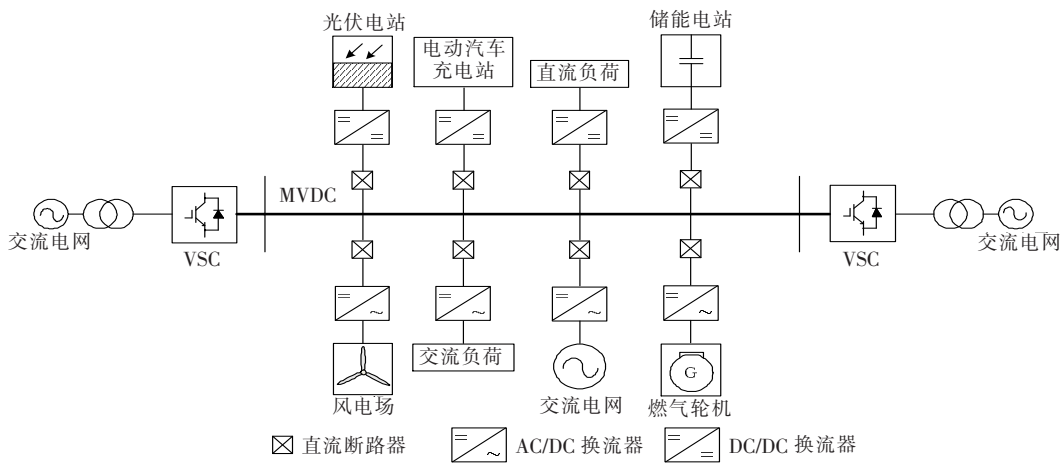 光伏电站
电动汽车
充电站
直流负荷
储能电站
MVDC
交流电网
VSC
VSC
交流电网
风电场
交流负荷
交流电网
G
燃气轮机
直流断路器
AC/DC 换流器
DC/DC 换流器